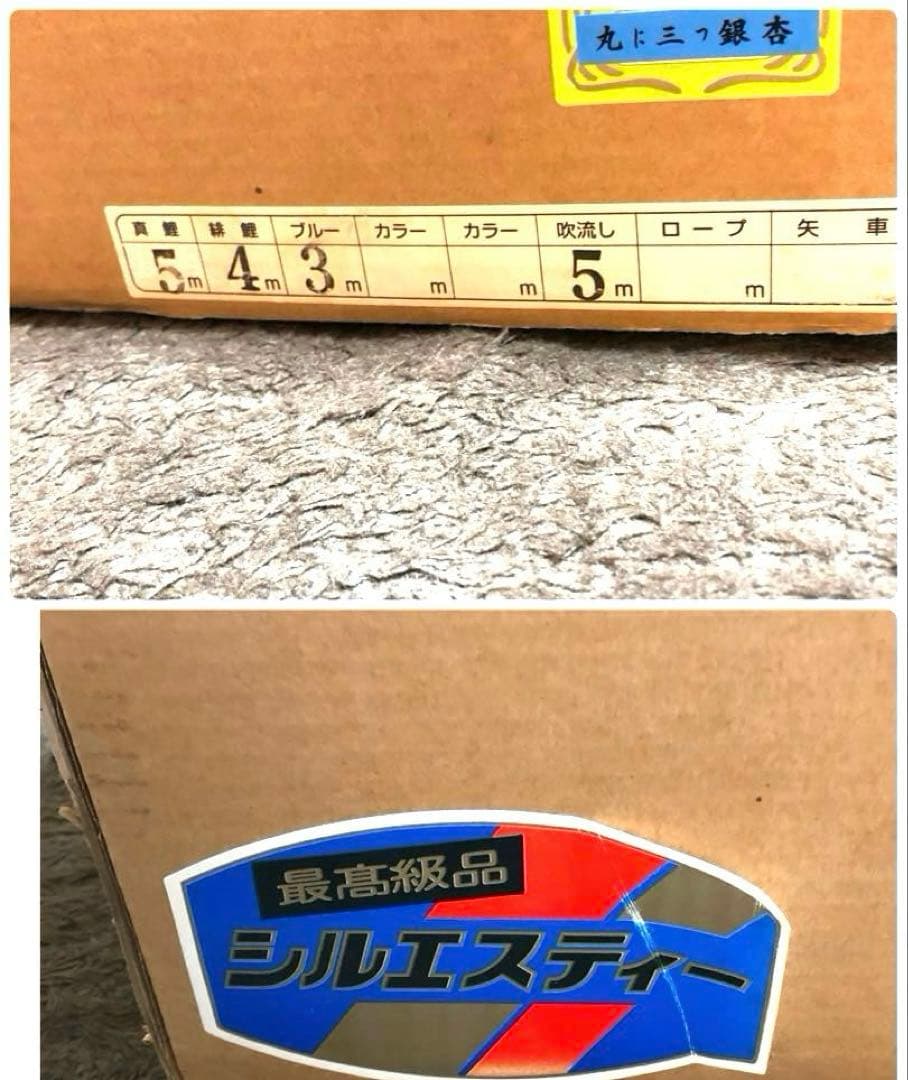 丸に三つ銀杏
真鯉 緋鯉 ブルー カラー カラー 吹流し ロープ 矢車
5m 4m 3m m m 5m m
最高級品
シルエスティー